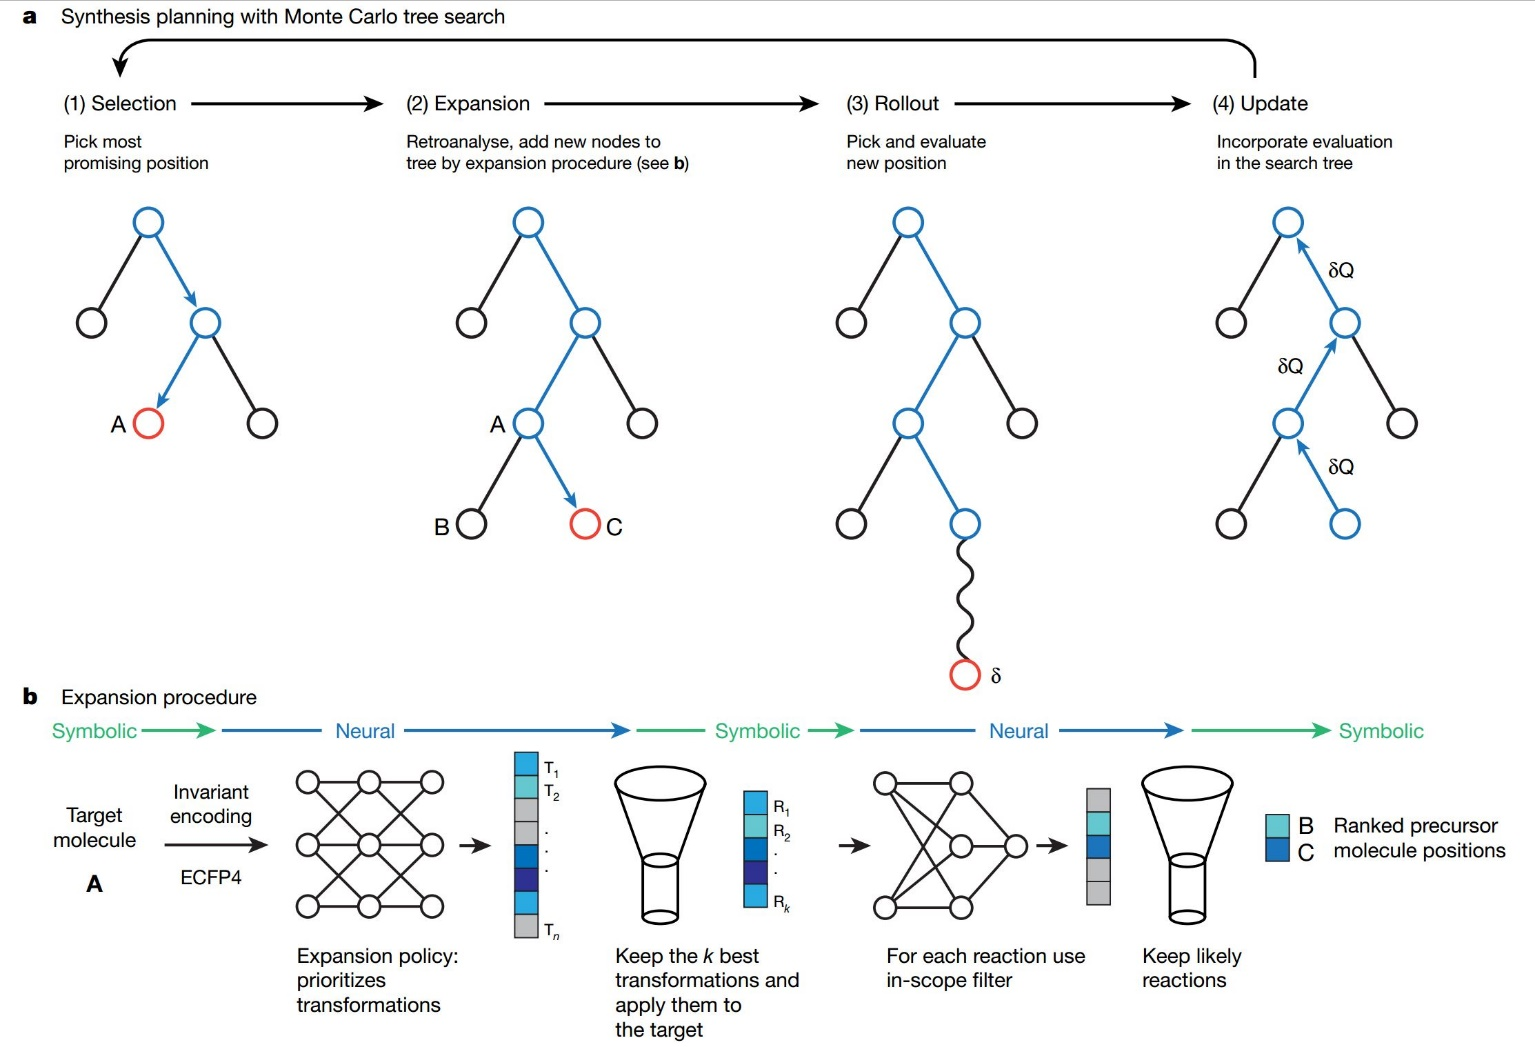 a Synthesis planning with Monte Carlo tree search
(1) Selection
Pick most
promising position
(2) Expansion
Retroanalyse, add new nodes to
tree by expansion procedure (see b)
(3) Rollout
Pick and evaluate
new position
(4) Update
Incorporate evaluation
in the search tree
A
A
B
C
δ
δQ
δQ
δQ
b Expansion procedure
Symbolic
Neural
Symbolic
Neural
Symbolic
Target
molecule
A
Invariant
encoding
ECFP4
Expansion policy:
prioritizes
transformations
T1
T2
.
.
.
Tn
Keep the k best
transformations and
apply them to
the target
R1
R2
.
.
Rk
For each reaction use
in-scope filter
Keep likely
reactions
B Ranked precursor
C molecule positions